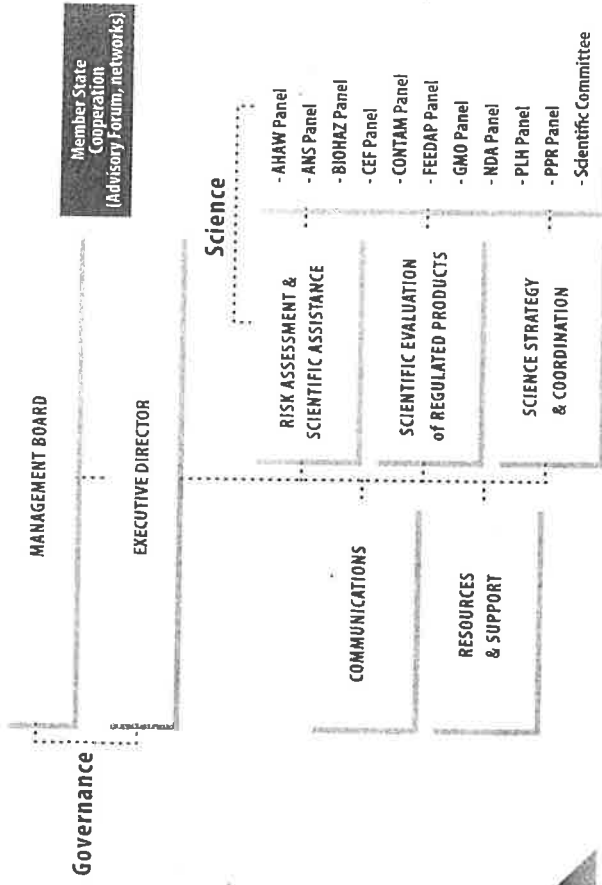 Governance
MANAGEMENT BOARD
Member State
Cooperation
(Advisory Forum, networks)
EXECUTIVE DIRECTOR
Science
COMMUNICATIONS
RESOURCES
& SUPPORT
RISK ASSESSMENT &
SCIENTIFIC ASSISTANCE
SCIENTIFIC EVALUATION
of REGULATED PRODUCTS
SCIENCE STRATEGY
& COORDINATION
- AHAW Panel
- ANS Panel
- BIOHAZ Panel
- CEF Panel
- CONTAM Panel
- FEEDAP Panel
- GMO Panel
- NDA Panel
- PLH Panel
- PPR Panel
- Scientific Committee